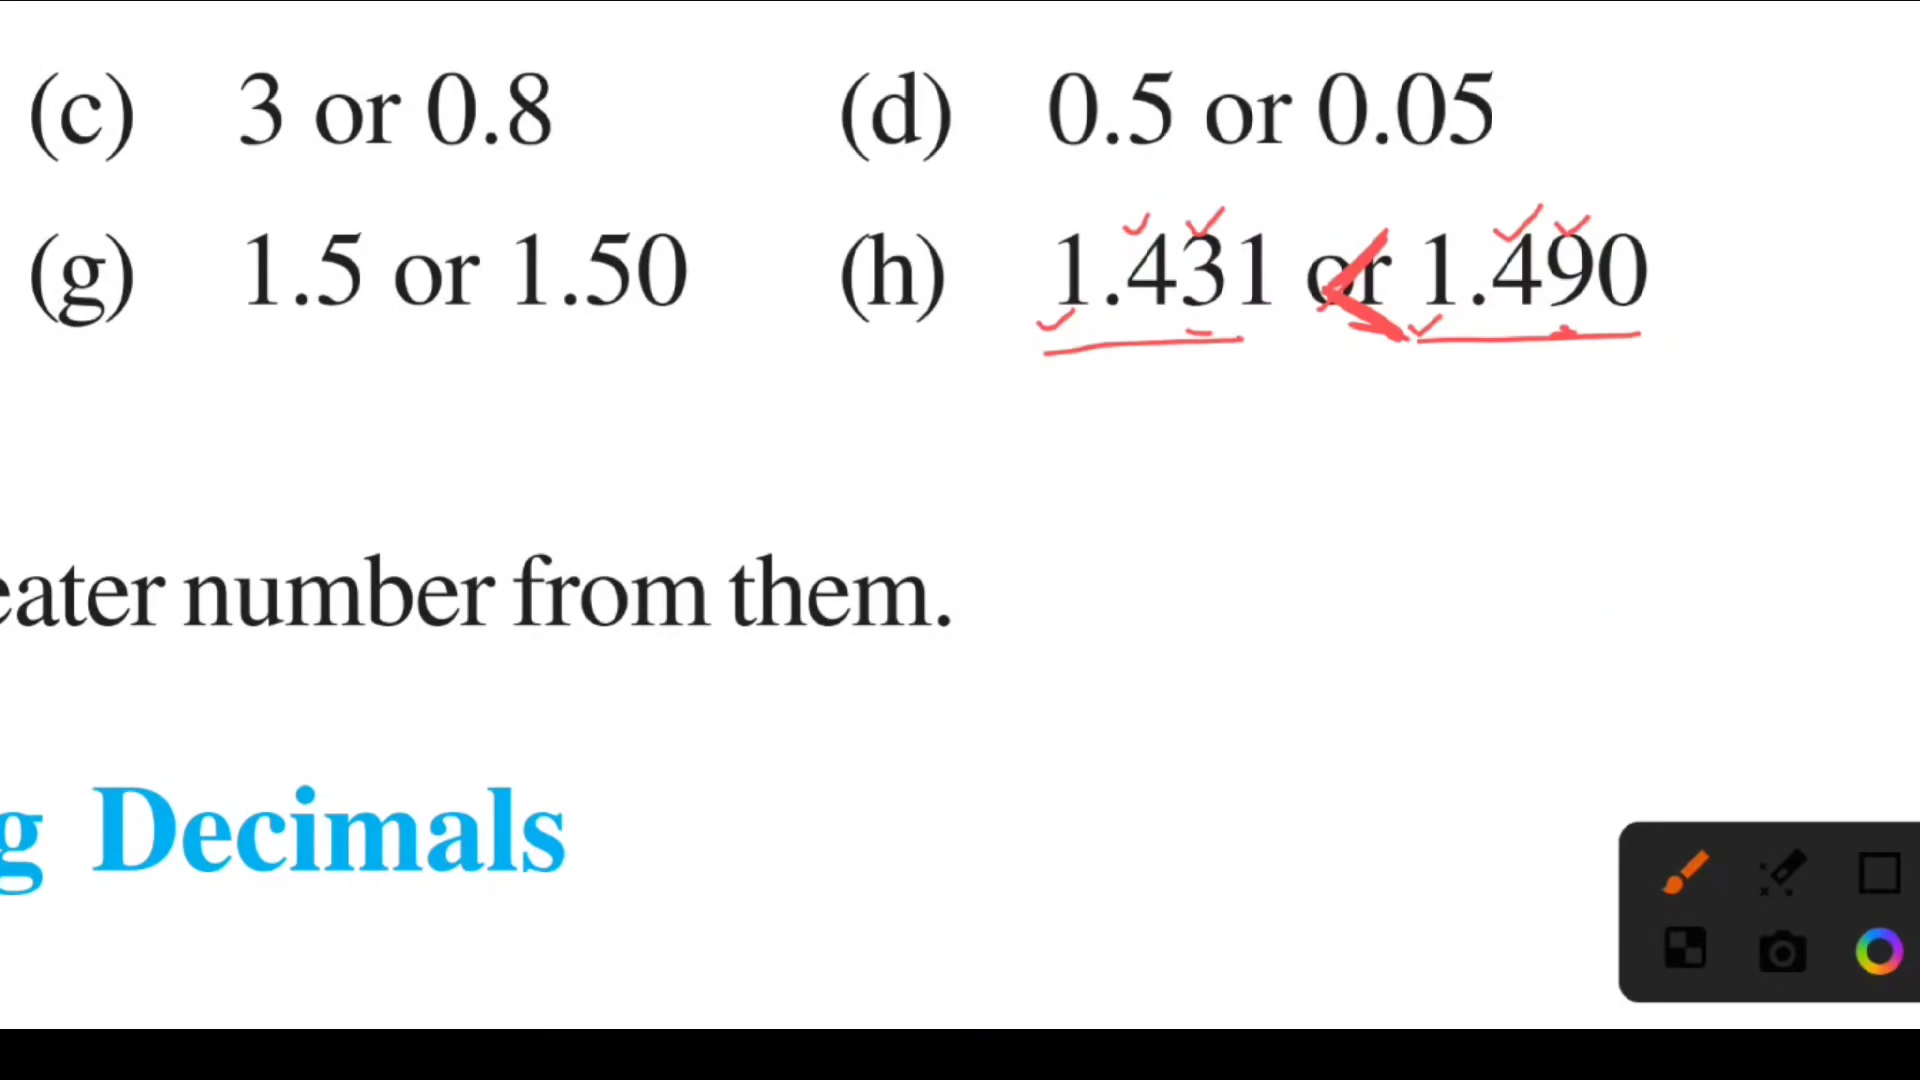 (c) 3 or 0.8 (d) 0.5 or 0.05
(g) 1.5 or 1.50 (h) 1.431 or < 1.490
eater number from them.
g Decimals